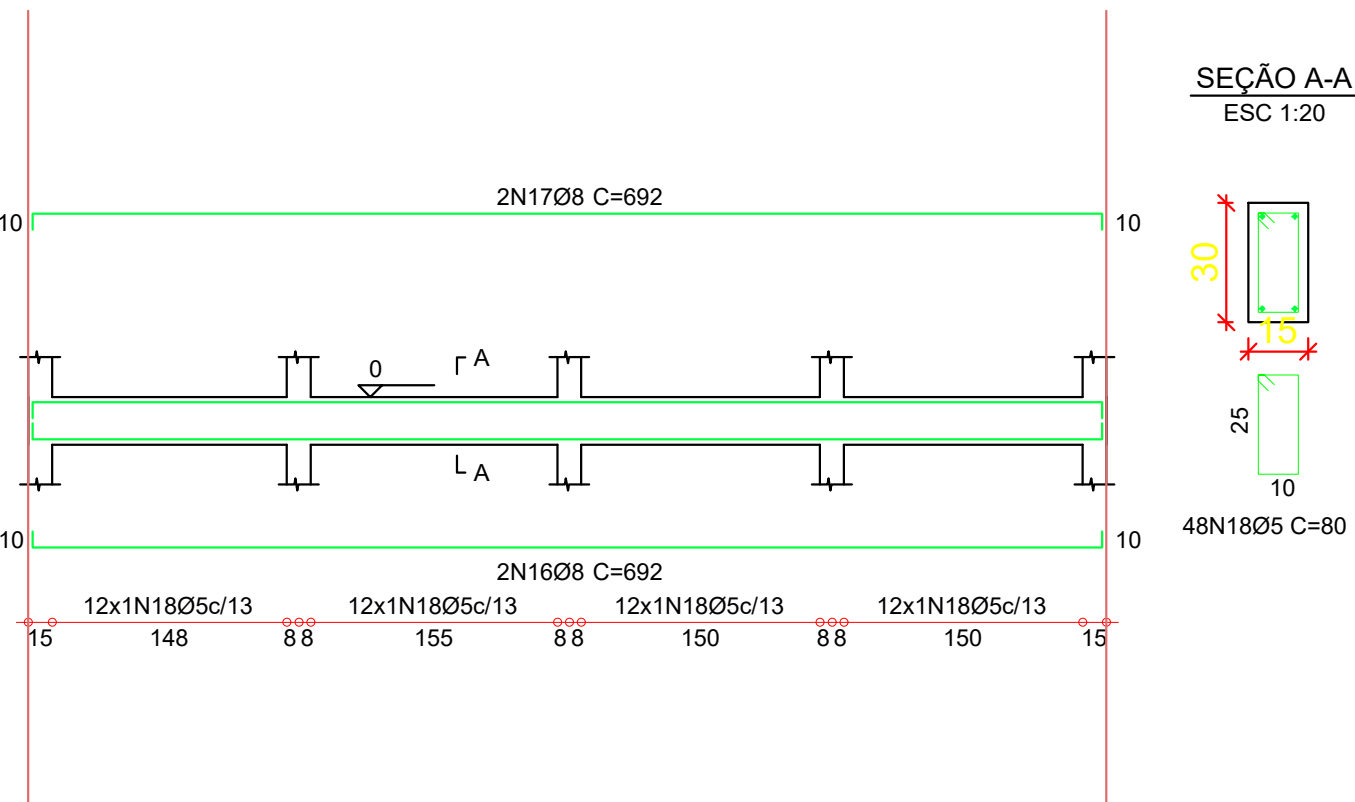 SEÇÃO A-A
ESC 1:20
2N17Ø8 C=692
10 10
30
15
0
A
A
25
10
48N18Ø5 C=80
10 10
2N16Ø8 C=692
12x1N18Ø5c/13 12x1N18Ø5c/13 12x1N18Ø5c/13 12x1N18Ø5c/13
15 148 8 8 155 8 8 150 8 8 150 15